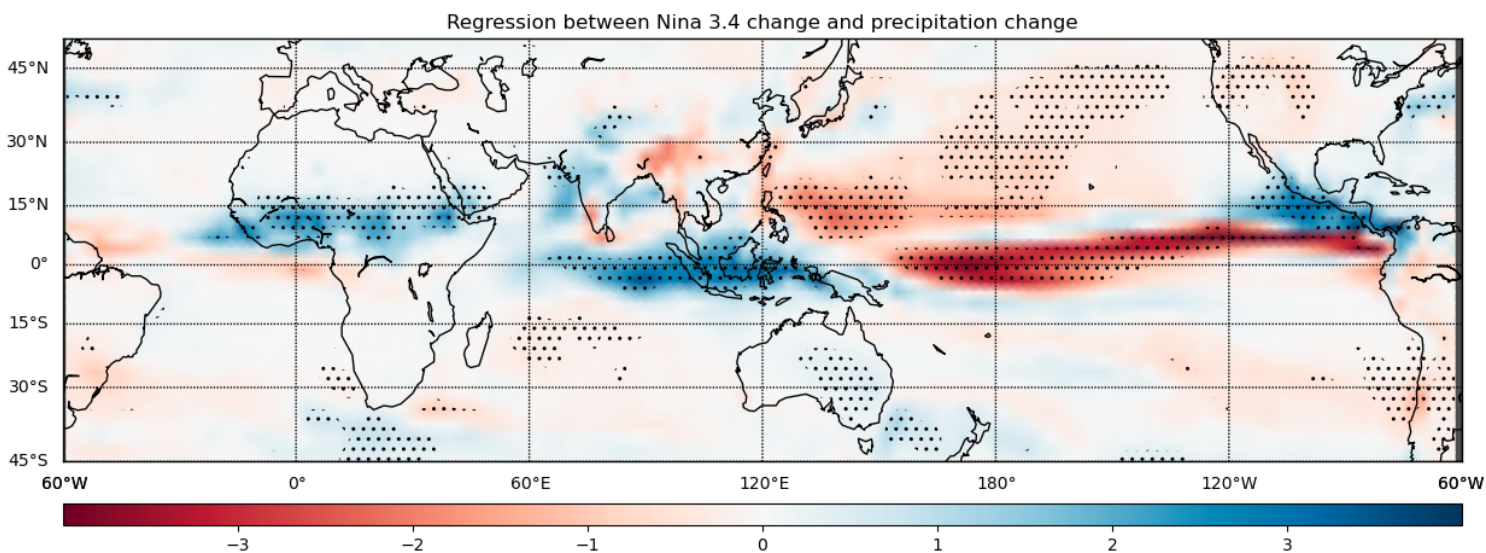 Regression between Nina 3.4 change and precipitation change
45°N
30°N
15°N
0°
15°S
30°S
45°S
60°W 0° 60°E 120°E 180° 120°W 60°W
−3 −2 −1 0 1 2 3